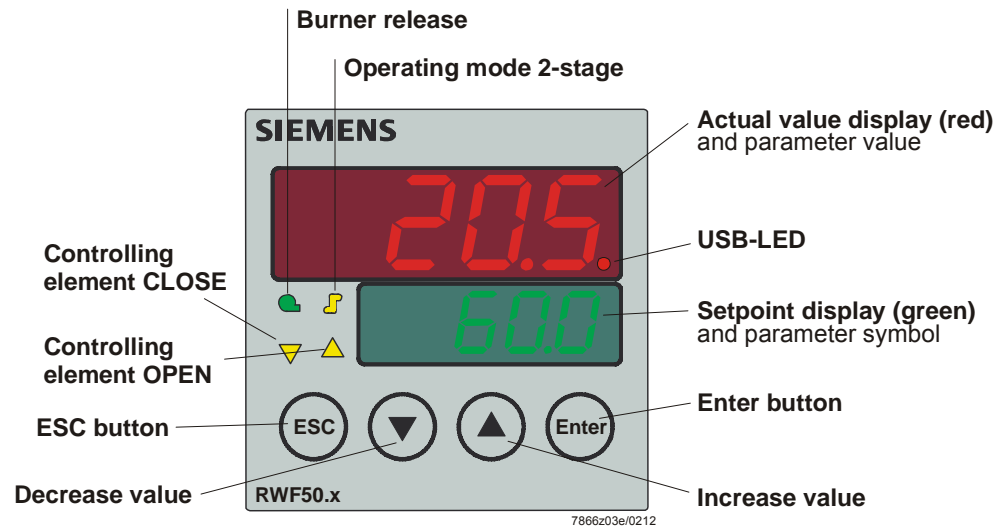 Burner release
Operating mode 2-stage
SIEMENS
Actual value display (red)
and parameter value
20.5
USB-LED
Controlling
element CLOSE
Setpoint display (green)
and parameter symbol
60.0
Controlling
element OPEN
Enter button
ESC button
ESC
Enter
Decrease value
RWF50.x
Increase value
7866z03e/0212